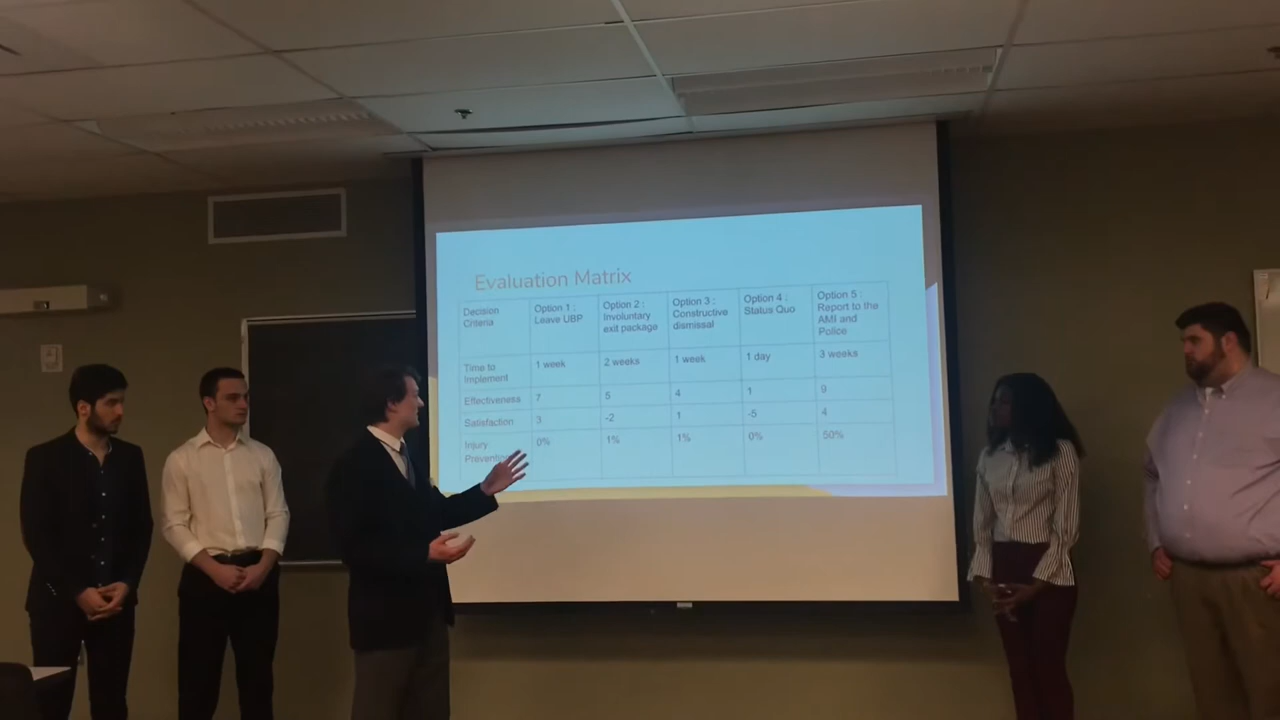 Evaluation Matrix
Decision Criteria
Option 1 : Leave UBP
Option 2 : Involuntary exit package
Option 3 : Constructive dismissal
Option 4 : Status Quo
Option 5 : Report to the AMI and Police
Time to Implement
1 week
2 weeks
1 week
1 day
3 weeks
Effectiveness
7
5
4
1
9
Satisfaction
3
-2
1
-5
4
Injury Prevention
0%
1%
1%
0%
50%